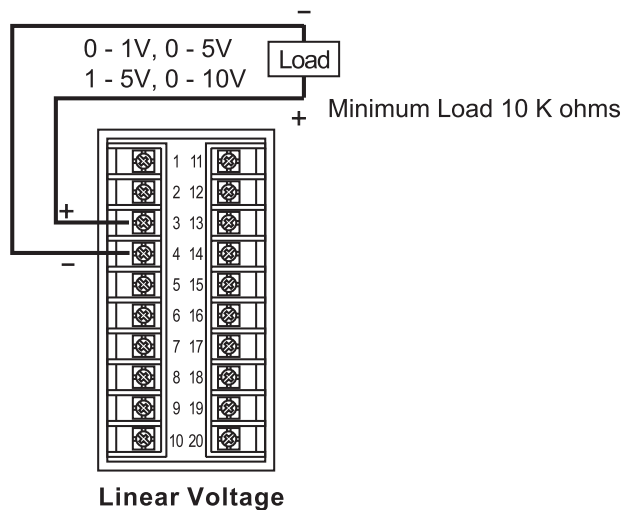 −
0 - 1V, 0 - 5V
Load
1 - 5V, 0 - 10V
+
Minimum Load 10 K ohms
1 11
2 12
+
3 13
4 14
−
5 15
6 16
7 17
8 18
9 19
10 20
Linear Voltage